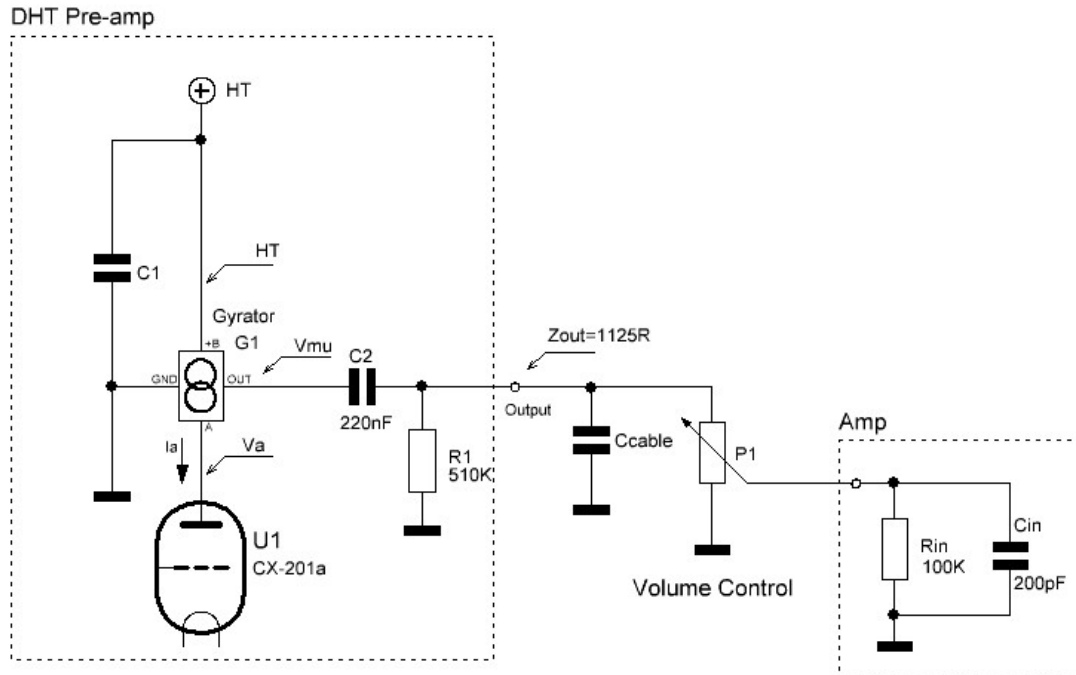 DHT Pre-amp
HT
C1
HT
Gyrator
+B
G1
Vmu
GND
OUT
C2
220nF
A
Ia
Va
R1
510K
U1
CX-201a
Zout=1125R
Output
Ccable
P1
Volume Control
Amp
Rin
100K
Cin
200pF